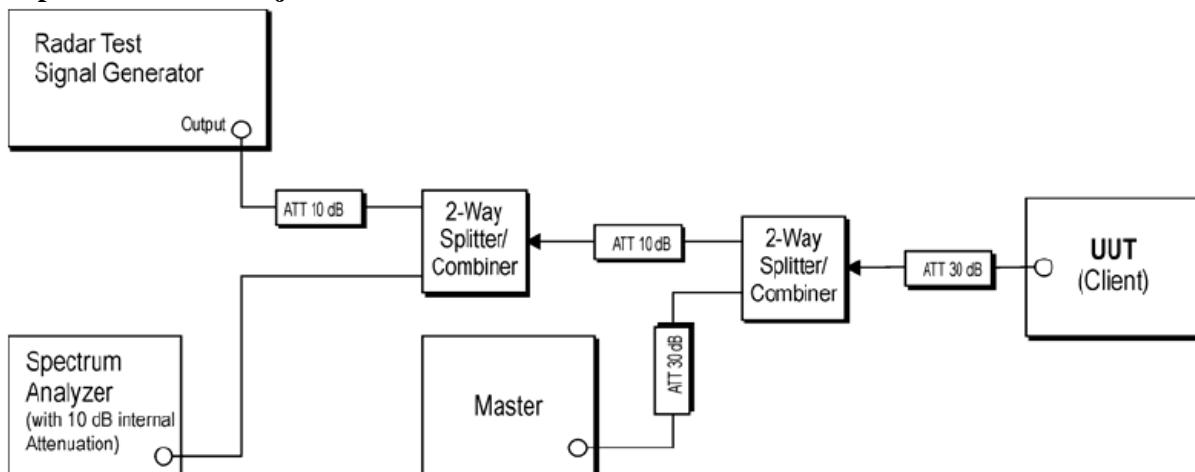 Radar Test
Signal Generator
Output
ATT 10 dB
2-Way
Splitter/
Combiner
ATT 10 dB
2-Way
Splitter/
Combiner
ATT 30 dB
UUT
(Client)
ATT 30 dB
Spectrum
Analyzer
(with 10 dB internal
Attenuation)
Master